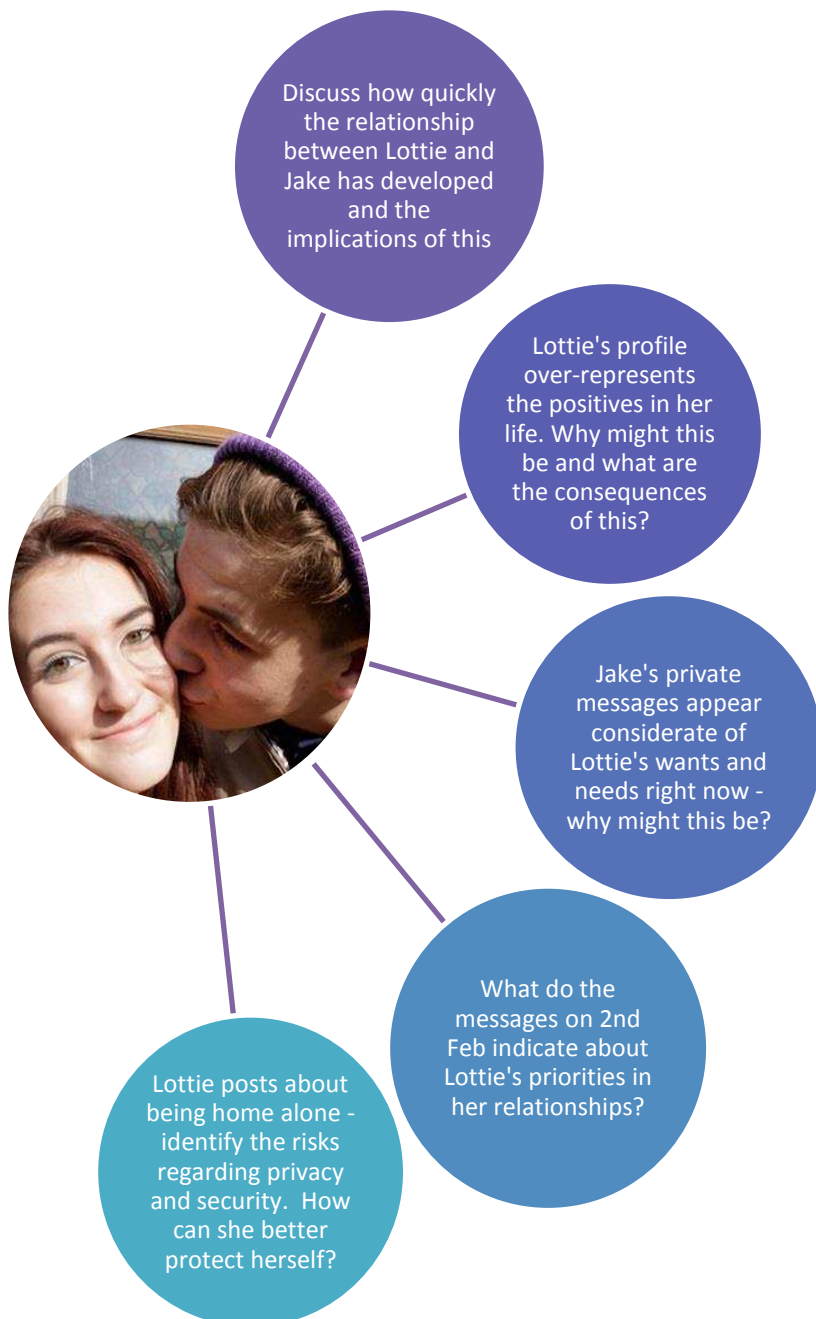 Discuss how quickly
the relationship
between Lottie and
Jake has developed
and the
implications of this
Lottie's profile
over-represents
the positives in her
life. Why might this
be and what are
the consequences
of this?
Jake's private
messages appear
considerate of
Lottie's wants and
needs right now -
why might this be?
What do the
messages on 2nd
Feb indicate about
Lottie's priorities in
her relationships?
Lottie posts about
being home alone -
identify the risks
regarding privacy
and security.  How
can she better
protect herself?